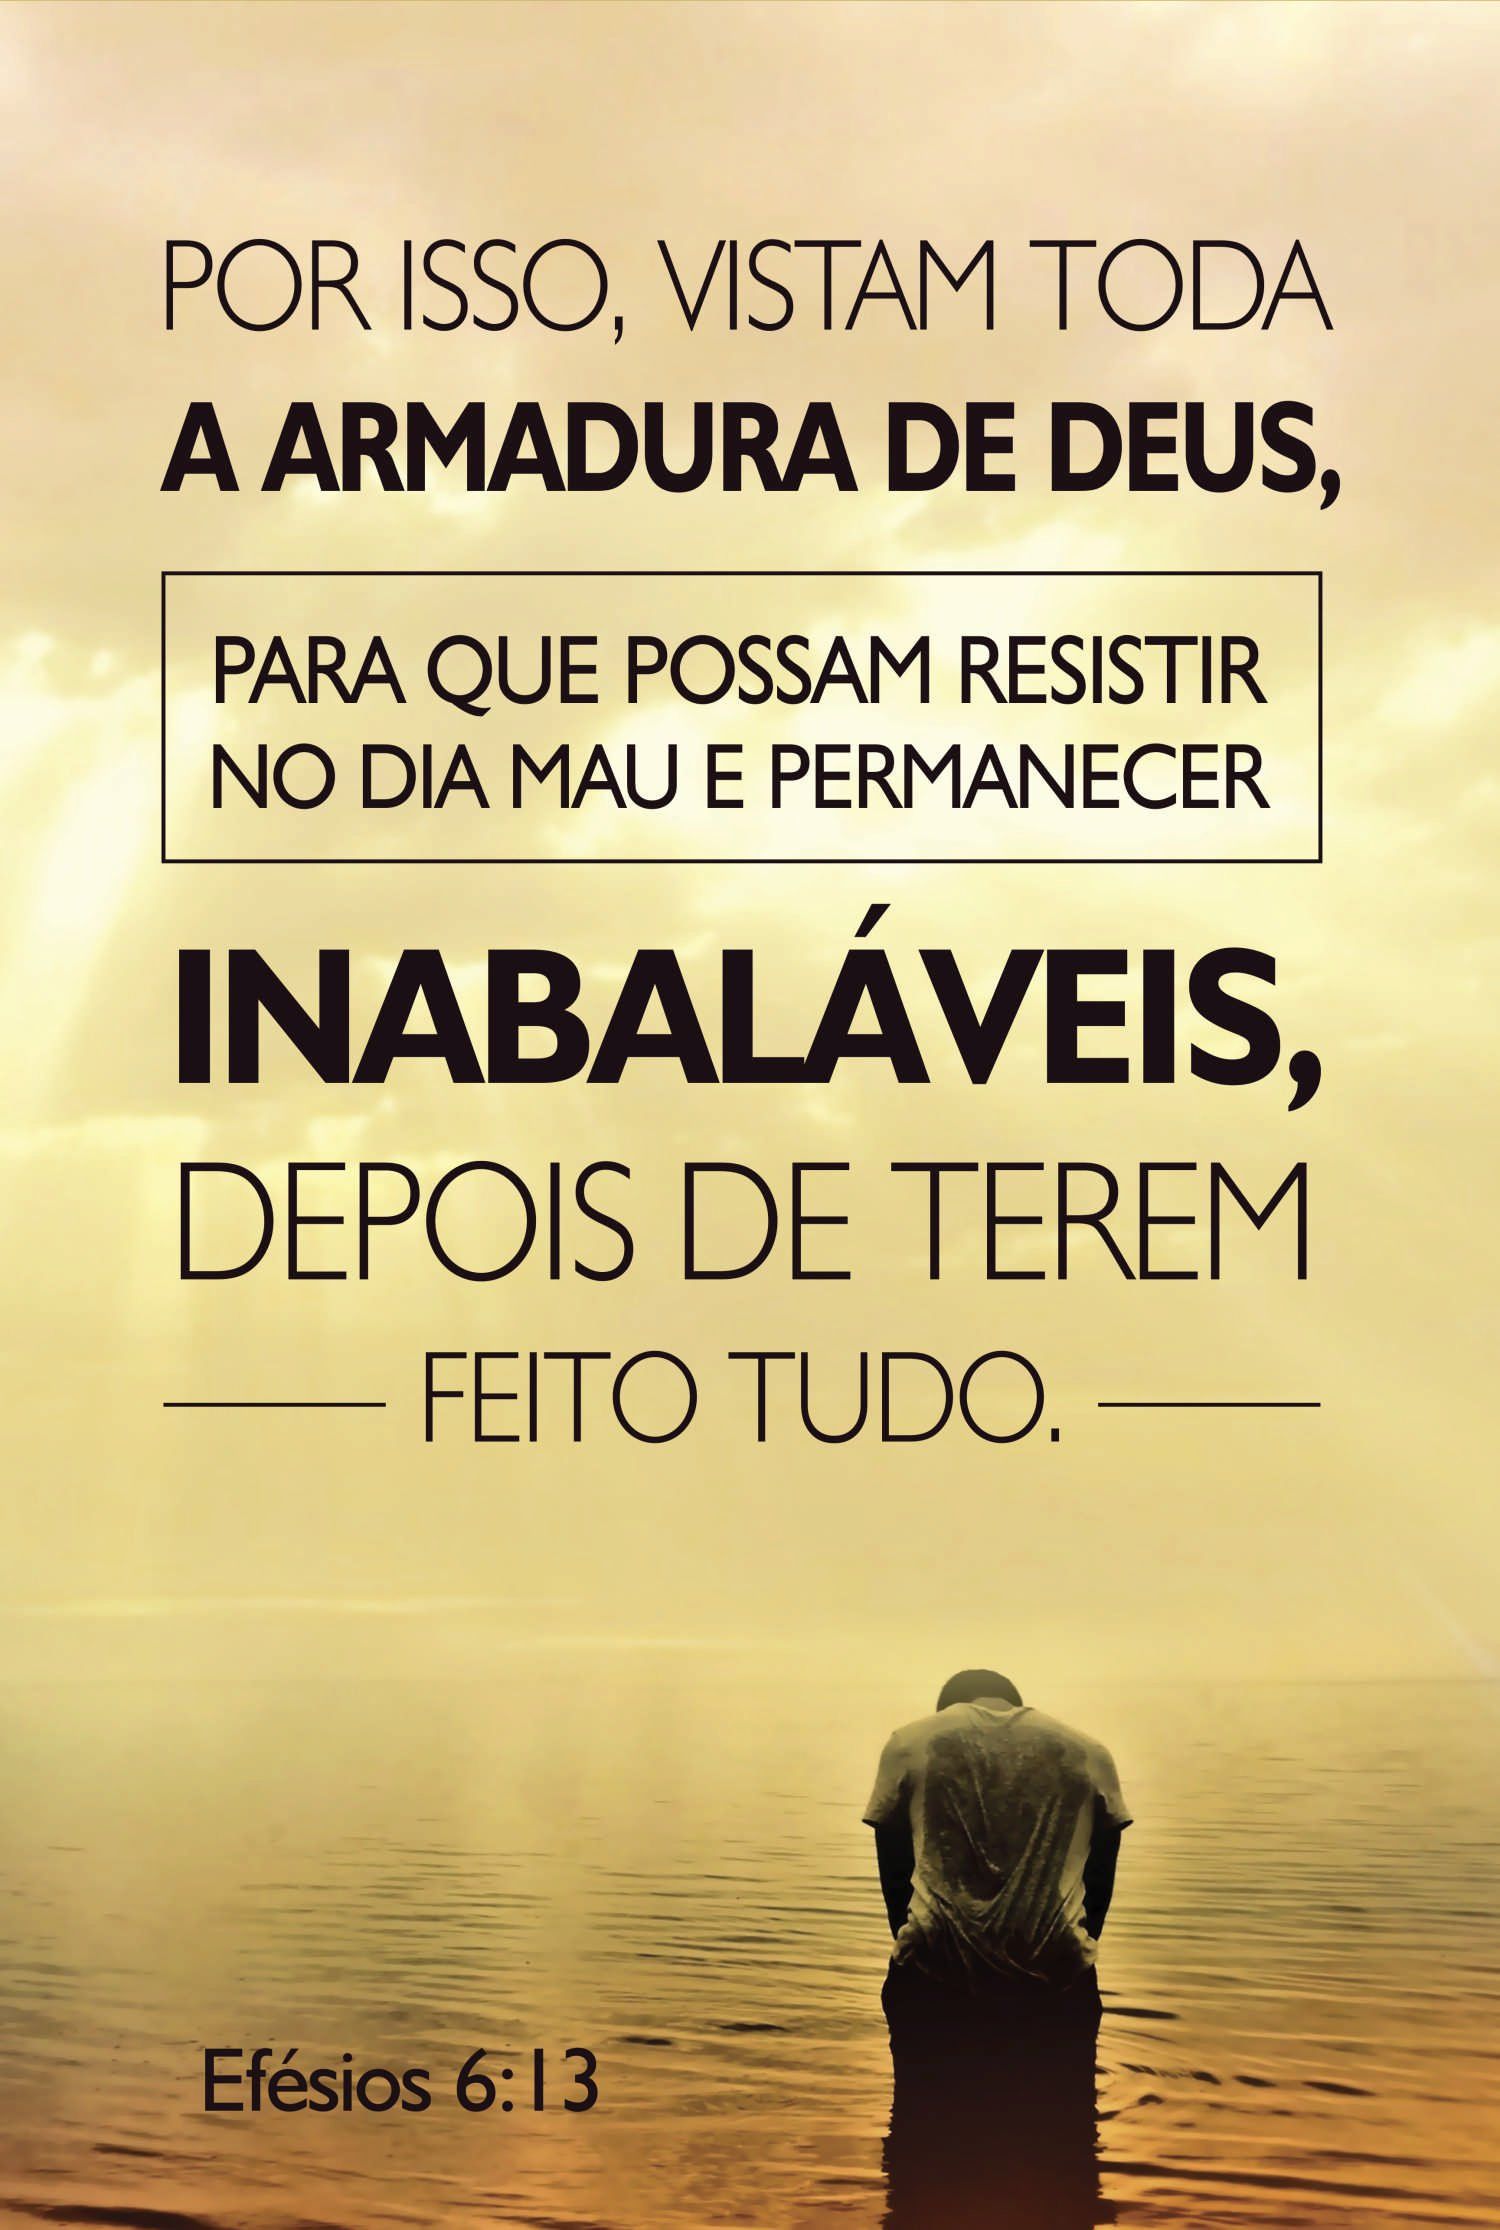 POR ISSO, VISTAM TODA
A ARMADURA DE DEUS,
PARA QUE POSSAM RESISTIR
NO DIA MAU E PERMANECER
INABALÁVEIS,
DEPOIS DE TEREM
FEITO TUDO.
Efésios 6:13